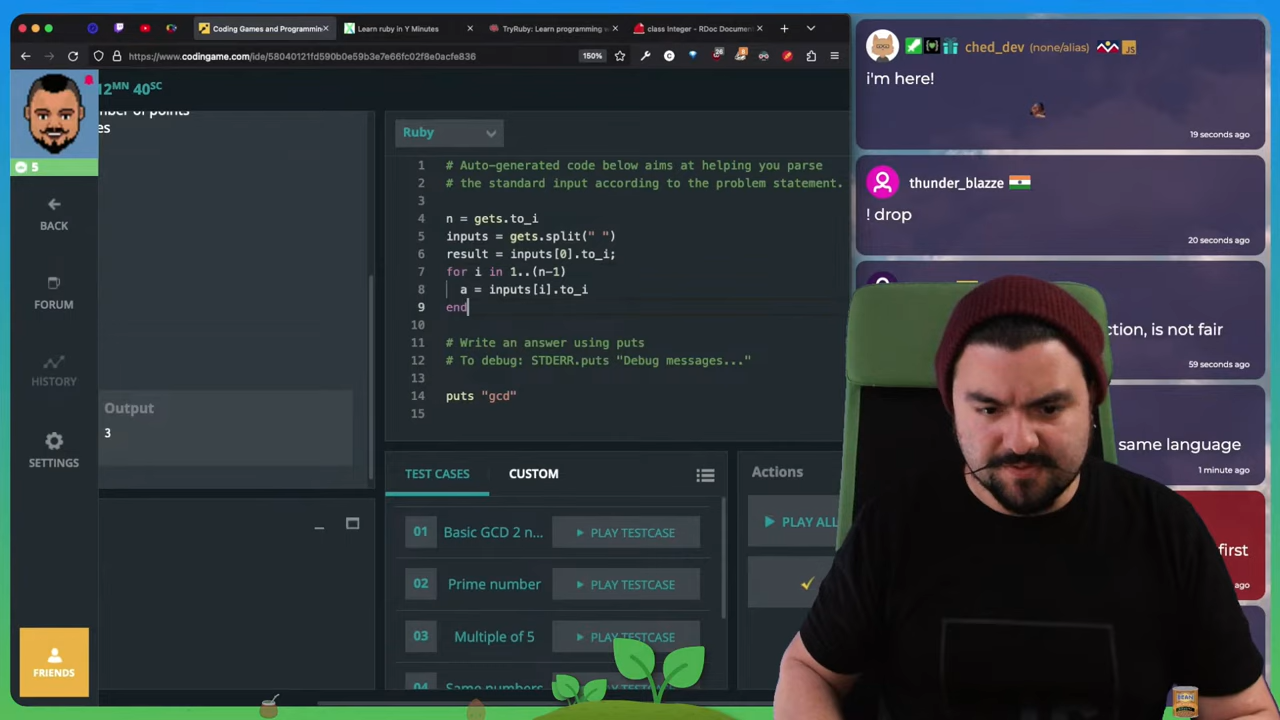 Coding Games and Programmin
Learn ruby in Y Minutes
TryRuby: Learn programming
class Integer - RDoc Document
https://www.codingame.com/ide/58040121fd590b0e59b3e7e66fc02f8e0acfe836
150%
12MN 40SC
5
BACK
FORUM
HISTORY
SETTINGS
FRIENDS
mber of points
es
Output
3
Ruby
1 # Auto-generated code below aims at helping you parse
2 # the standard input according to the problem statement.
3
4 n = gets.to_i
5 inputs = gets.split(" ")
6 result = inputs[0].to_i;
7 for i in 1..(n-1)
8 a = inputs[i].to_i
9 end
10
11 # Write an answer using puts
12 # To debug: STDERR.puts "Debug messages..."
13
14 puts "gcd"
15
TEST CASES
CUSTOM
01 Basic GCD 2 n... PLAY TESTCASE
02 Prime number PLAY TESTCASE
03 Multiple of 5 PLAY TESTCASE
04 Same numbers
Actions
PLAY ALL
ched_dev (none/alias)
JS
i'm here!
19 seconds ago
thunder_blazze
! drop
20 seconds ago
ction, is not fair
59 seconds ago
same language
1 minute ago
first
ago